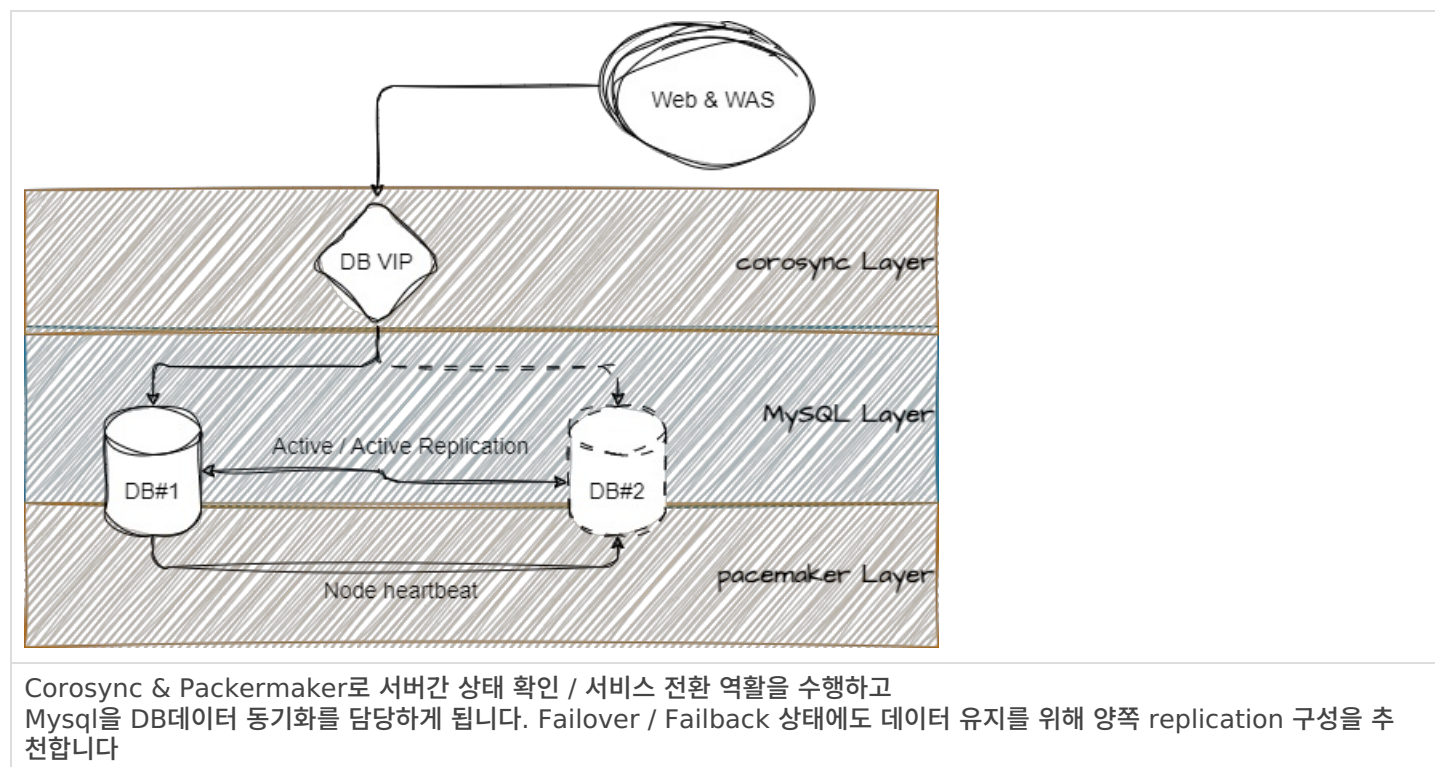 Web & WAS
DB VIP
corosync Layer
MySQL Layer
Active / Active Replication
DB#1
DB#2
pacemaker Layer
Node heartbeat
Corosync & Packermaker로 서버간 상태 확인 / 서비스 전환 역활을 수행하고
Mysql을 DB데이터 동기화를 담당하게 됩니다. Failover / Failback 상태에도 데이터 유지를 위해 양쪽 replication 구성을 추
천합니다